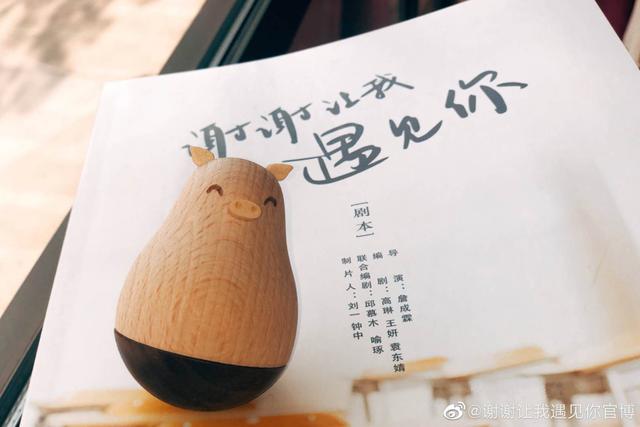 谢谢让我
遇见你
[剧本]
导演：詹成霖
编剧：高琳 王妍 袁东婧
联合编剧：邱慕木 喻琢
制片人：刘一 钟中
@谢谢让我遇见你官博